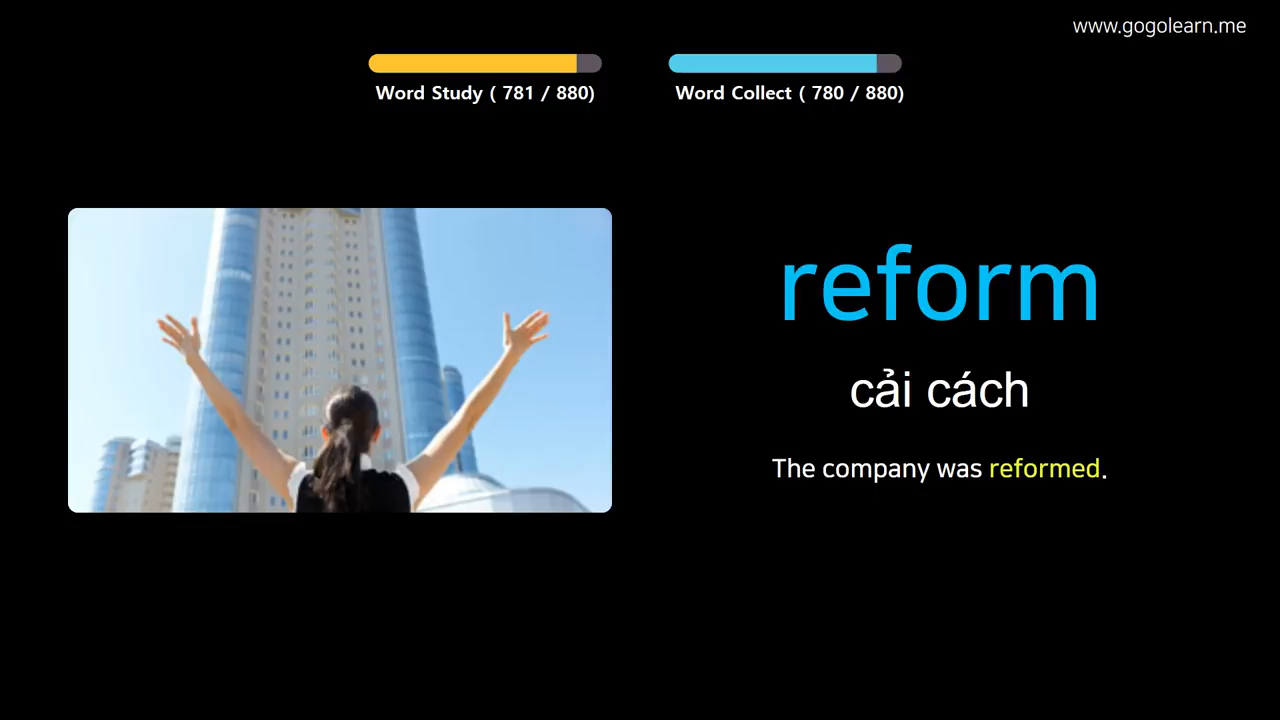 www.gogolearn.me
Word Study ( 781 / 880)
Word Collect ( 780 / 880)
reform
cải cách
The company was reformed.